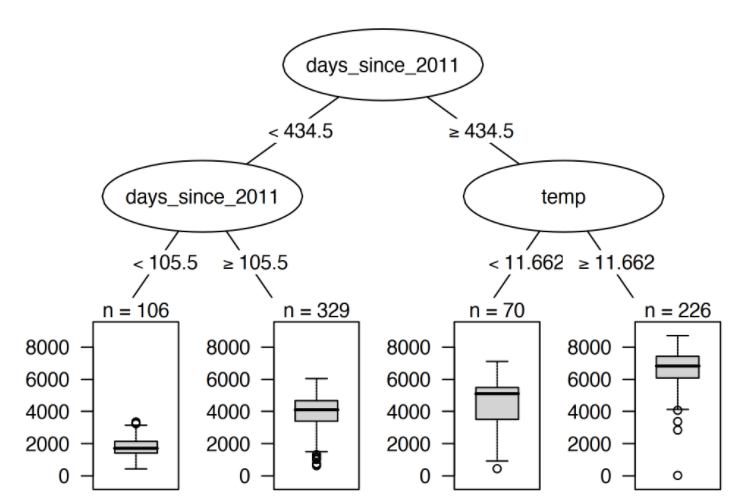 days_since_2011
< 434.5 ≥ 434.5
days_since_2011 temp
< 105.5 ≥ 105.5 < 11.662 ≥ 11.662
n = 106 n = 329 n = 70 n = 226
8000 8000 8000 8000
6000 6000 6000 6000
4000 4000 4000 4000
2000 2000 2000 2000
0 0 0 0